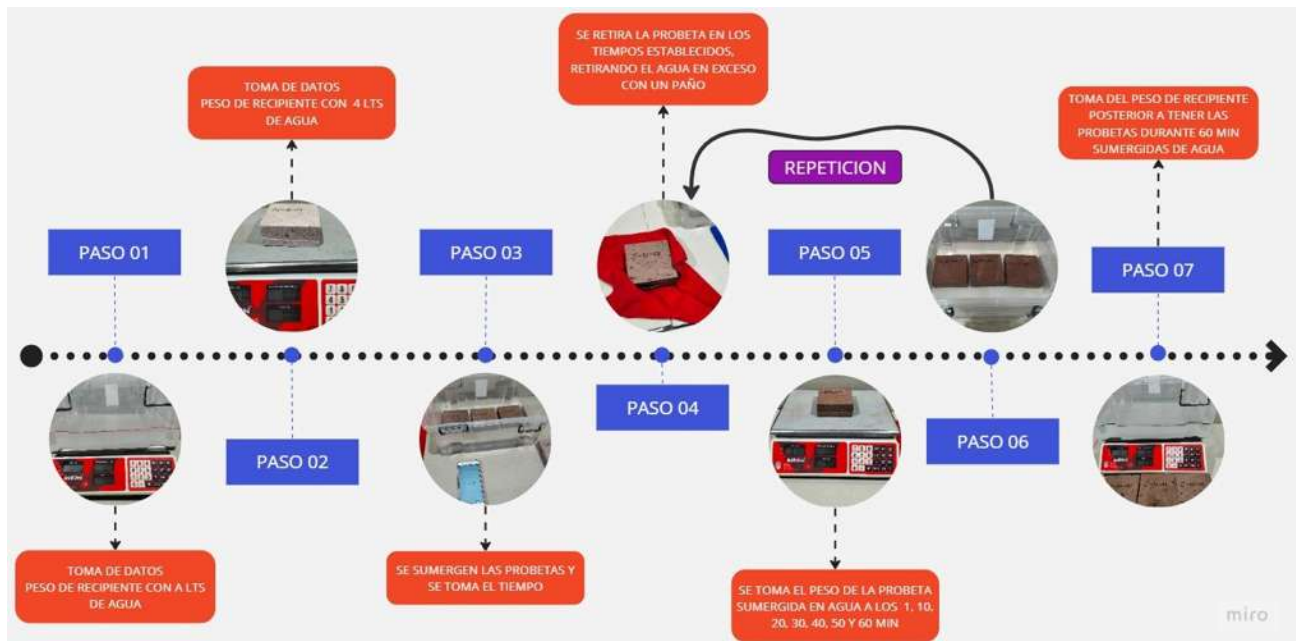 SE RETIRA LA PROBETA EN LOS
TIEMPOS ESTABLECIDOS,
RETIRANDO EL AGUA EN EXCESO
CON UN PAÑO
TOMA DE DATOS
PESO DE RECIPIENTE CON 4 LTS
DE AGUA
TOMA DEL PESO DE RECIPIENTE
POSTERIOR A TENER LAS
PROBETAS DURANTE 60 MIN
SUMERGIDAS DE AGUA
REPETICION
PASO 01
PASO 03
PASO 05
PASO 07
PASO 02
PASO 04
PASO 06
TOMA DE DATOS
PESO DE RECIPIENTE CON A LTS
DE AGUA
SE SUMERGEN LAS PROBETAS Y
SE TOMA EL TIEMPO
SE TOMA EL PESO DE LA PROBETA
SUMERGIDA EN AGUA A LOS 1, 10,
20, 30, 40, 50 Y 60 MIN
miro